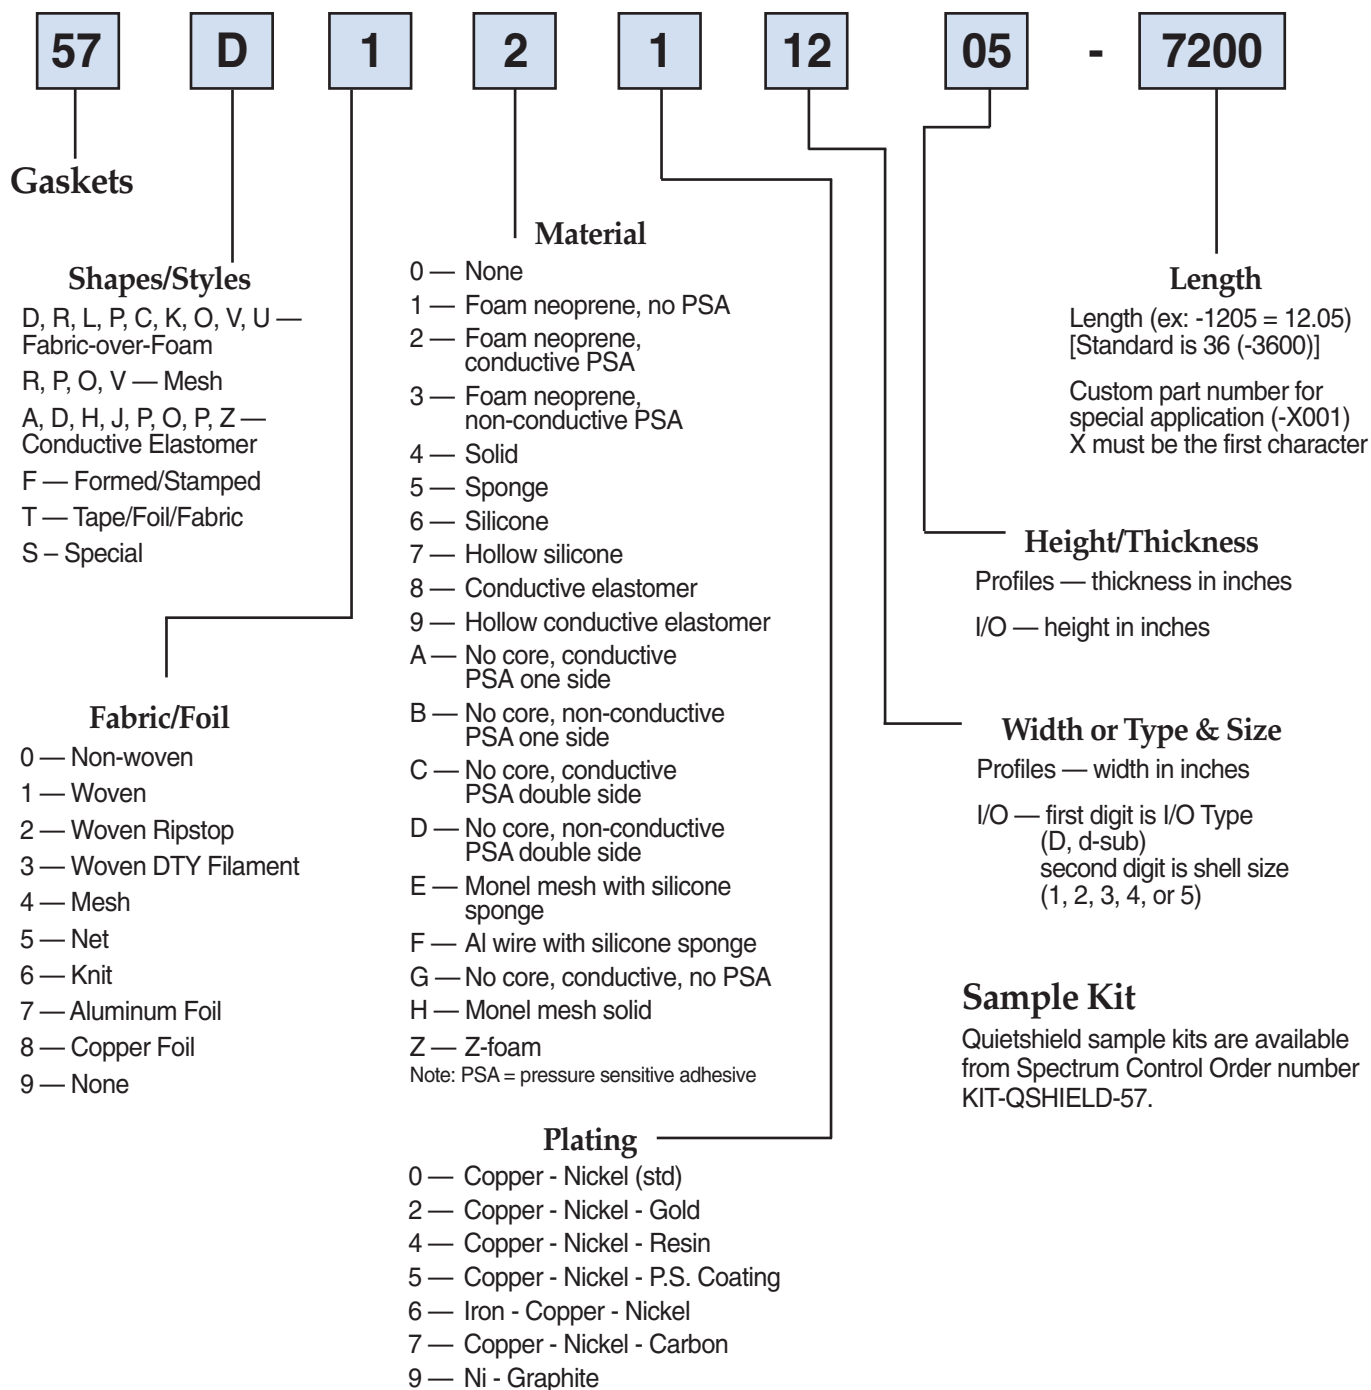 57 D 1 2 1 12 05 - 7200
Gaskets
Shapes/Styles
D, R, L, P, C, K, O, V, U —
Fabric-over-Foam
R, P, O, V — Mesh
A, D, H, J, P, O, P, Z —
Conductive Elastomer
F — Formed/Stamped
T — Tape/Foil/Fabric
S – Special
Fabric/Foil
0 — Non-woven
1 — Woven
2 — Woven Ripstop
3 — Woven DTY Filament
4 — Mesh
5 — Net
6 — Knit
7 — Aluminum Foil
8 — Copper Foil
9 — None
Material
0 — None
1 — Foam neoprene, no PSA
2 — Foam neoprene,
conductive PSA
3 — Foam neoprene,
non-conductive PSA
4 — Solid
5 — Sponge
6 — Silicone
7 — Hollow silicone
8 — Conductive elastomer
9 — Hollow conductive elastomer
A — No core, conductive
PSA one side
B — No core, non-conductive
PSA one side
C — No core, conductive
PSA double side
D — No core, non-conductive
PSA double side
E — Monel mesh with silicone
sponge
F — Al wire with silicone sponge
G — No core, conductive, no PSA
H — Monel mesh solid
Z — Z-foam
Note: PSA = pressure sensitive adhesive
Plating
0 — Copper - Nickel (std)
2 — Copper - Nickel - Gold
4 — Copper - Nickel - Resin
5 — Copper - Nickel - P.S. Coating
6 — Iron - Copper - Nickel
7 — Copper - Nickel - Carbon
9 — Ni - Graphite
Length
Length (ex: -1205 = 12.05)
[Standard is 36 (-3600)]
Custom part number for
special application (-X001)
X must be the first character
Height/Thickness
Profiles — thickness in inches
I/O — height in inches
Width or Type & Size
Profiles — width in inches
I/O — first digit is I/O Type
(D, d-sub)
second digit is shell size
(1, 2, 3, 4, or 5)
Sample Kit
Quietshield sample kits are available
from Spectrum Control Order number
KIT-QSHIELD-57.